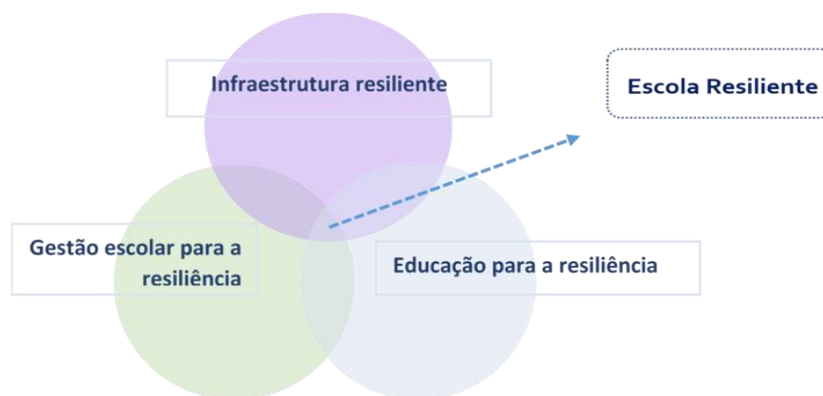 Infraestrutura resiliente
Escola Resiliente
Gestão escolar para a
resiliência
Educação para a resiliência